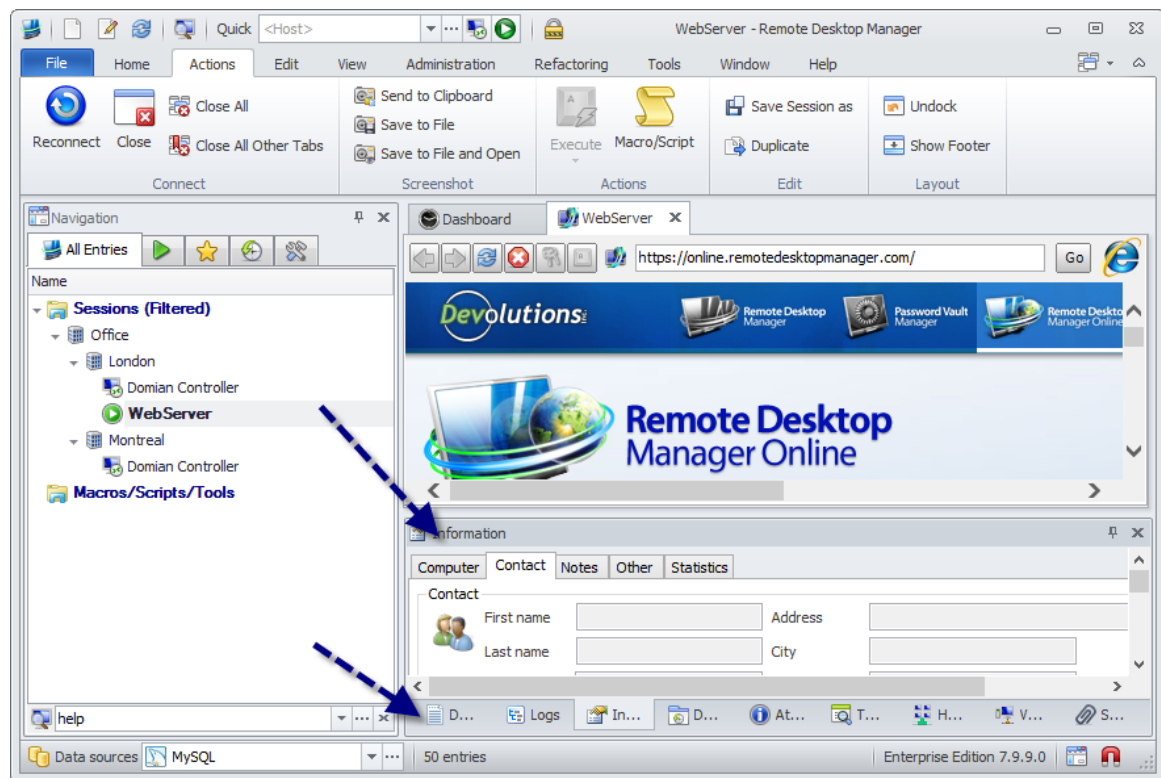 Quick <Host> WebServer - Remote Desktop Manager
File Home Actions Edit View Administration Refactoring Tools Window Help
Reconnect
Close
Close All
Close All Other Tabs
Connect
Send to Clipboard
Save to File
Save to File and Open
Screenshot
Execute
Macro/Script
Actions
Save Session as
Duplicate
Edit
Undock
Show Footer
Layout
Navigation
All Entries
Name
Sessions (Filtered)
Office
London
Domian Controller
WebServer
Montreal
Domian Controller
Macros/Scripts/Tools
help
Dashboard WebServer
https://online.remotedesktopmanager.com/ Go
Devolutions
Remote Desktop
Manager
Password Vault
Manager
Remote Deskto
Manager Online
Remote Desktop
Manager Online
Information
Computer Contact Notes Other Statistics
Contact
First name Address
Last name City
D... Logs In... D... At... T... H... V... S...
Data sources MySQL 50 entries Enterprise Edition 7.9.9.0